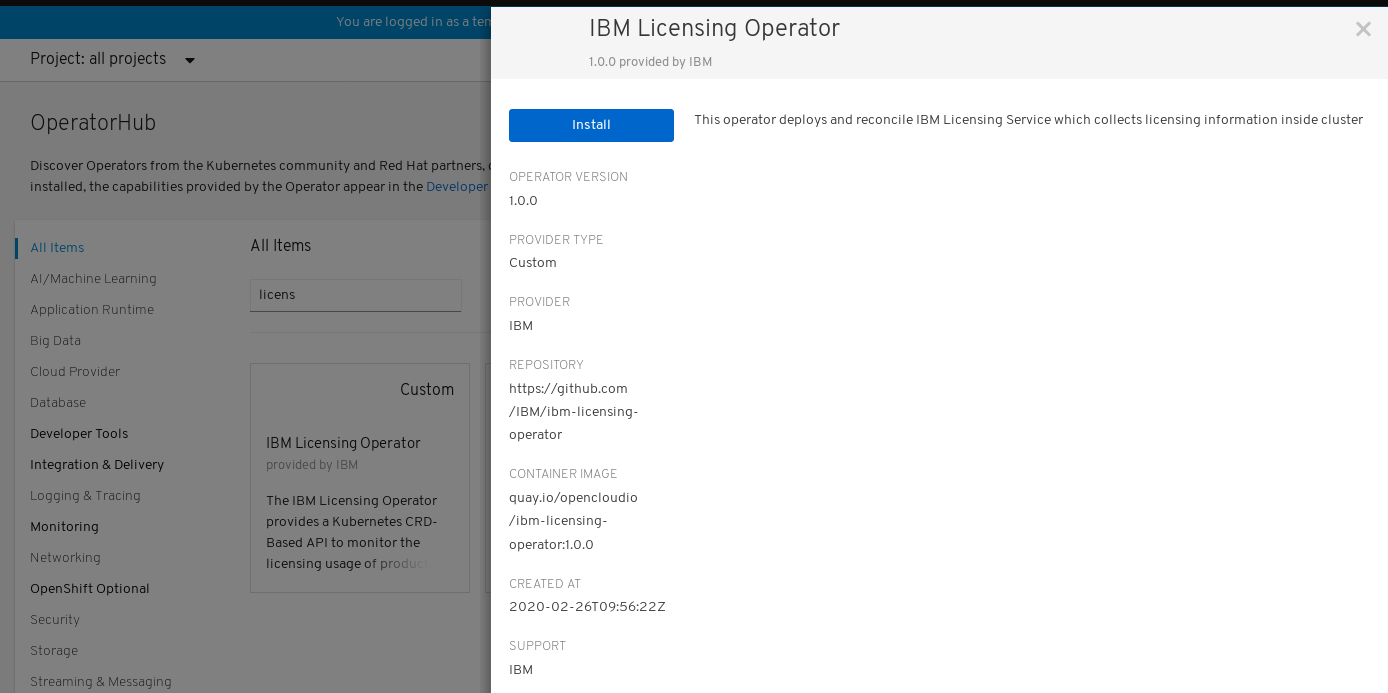 You are logged in as a tem
Project: all projects
OperatorHub
Discover Operators from the Kubernetes community and Red Hat partners,
installed, the capabilities provided by the Operator appear in the Developer
All Items
AI/Machine Learning
Application Runtime
Big Data
Cloud Provider
Database
Developer Tools
Integration & Delivery
Logging & Tracing
Monitoring
Networking
OpenShift Optional
Security
Storage
Streaming & Messaging
All Items
licens
Custom
IBM Licensing Operator
provided by IBM
The IBM Licensing Operator
provides a Kubernetes CRD-
Based API to monitor the
licensing usage of produc
IBM Licensing Operator
1.0.0 provided by IBM
Install
This operator deploys and reconcile IBM Licensing Service which collects licensing information inside cluster
OPERATOR VERSION
1.0.0
PROVIDER TYPE
Custom
PROVIDER
IBM
REPOSITORY
https://github.com
/IBM/ibm-licensing-
operator
CONTAINER IMAGE
quay.io/opencloudio
/ibm-licensing-
operator:1.0.0
CREATED AT
2020-02-26T09:56:22Z
SUPPORT
IBM